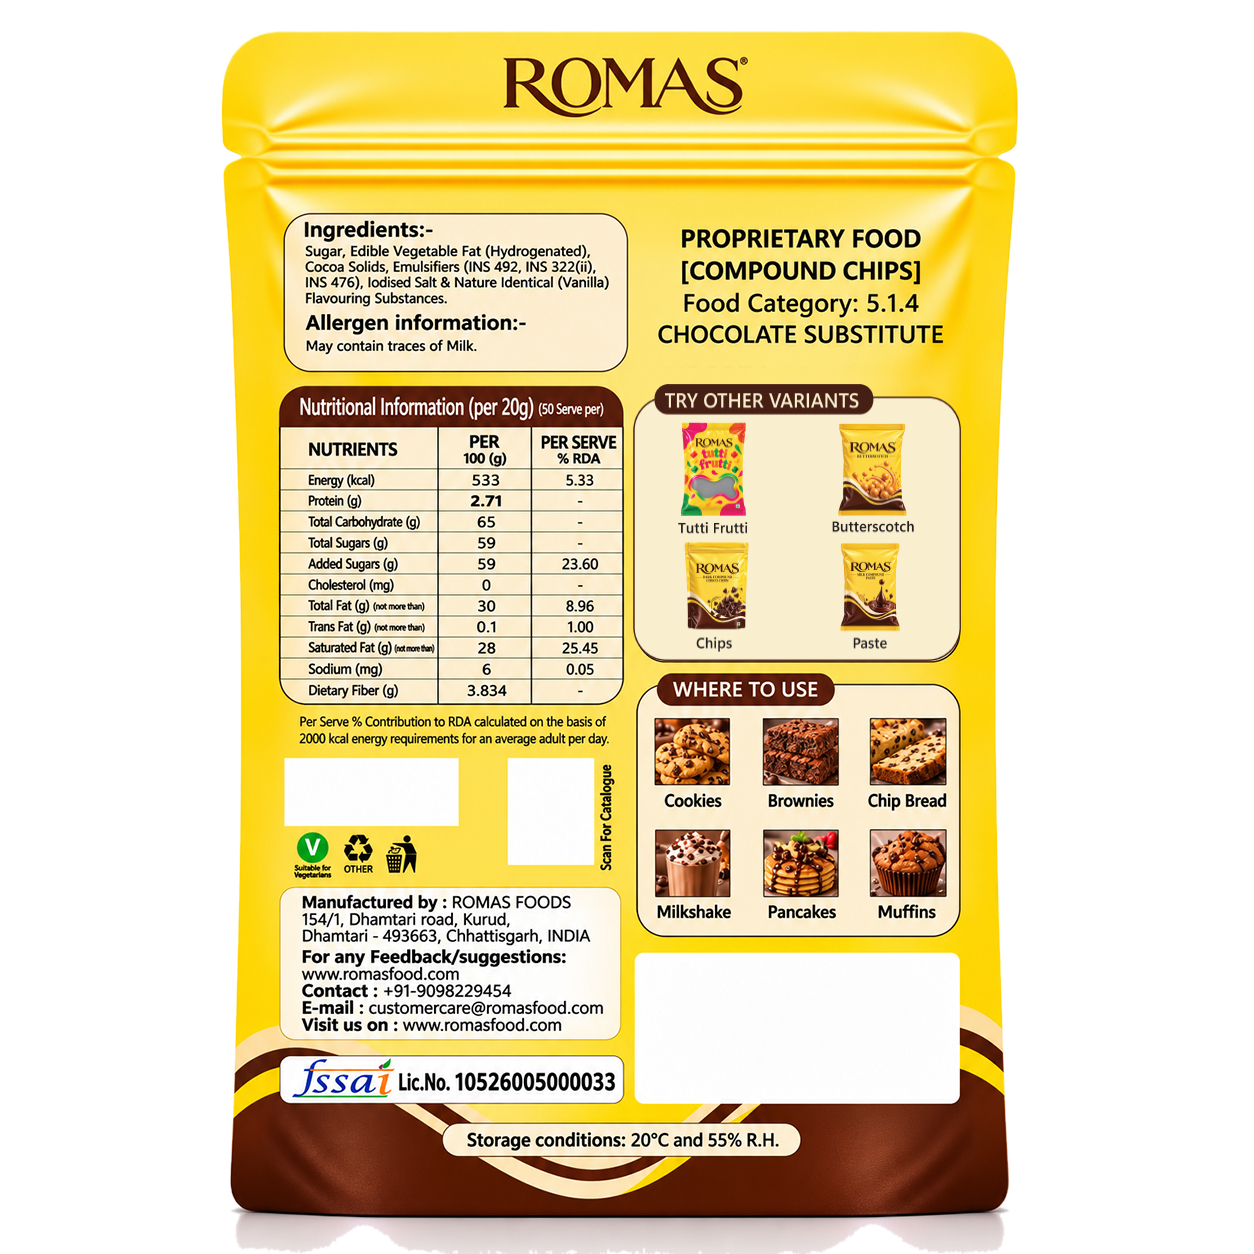 ROMAS®
Ingredients:-
Sugar, Edible Vegetable Fat (Hydrogenated),
Cocoa Solids, Emulsifiers (INS 492, INS 322(ii),
INS 476), Iodised Salt & Nature Identical (Vanilla)
Flavouring Substances.
Allergen information:-
May contain traces of Milk.
PROPRIETARY FOOD
[COMPOUND CHIPS]
Food Category: 5.1.4
CHOCOLATE SUBSTITUTE
Nutritional Information (per 20g) (50 Serve per)
NUTRIENTS PER 100 (g) PER SERVE % RDA
Energy (kcal) 533 5.33
Protein (g) 2.71 -
Total Carbohydrate (g) 65 -
Total Sugars (g) 59 -
Added Sugars (g) 59 23.60
Cholesterol (mg) 0 -
Total Fat (g) (not more than) 30 8.96
Trans Fat (g) (not more than) 0.1 1.00
Saturated Fat (g) (not more than) 28 25.45
Sodium (mg) 6 0.05
Dietary Fiber (g) 3.834 -
Per Serve % Contribution to RDA calculated on the basis of
2000 kcal energy requirements for an average adult per day.
TRY OTHER VARIANTS
ROMAS
tutti
frutti
ROMAS
BUTTERSCOTCH
Tutti Frutti
Butterscotch
ROMAS
DARK COMPOUND
ROMAS
MILK COMPOUND
PASTE
Chips
Paste
WHERE TO USE
Cookies
Brownies
Chip Bread
Milkshake
Pancakes
Muffins
Scan For Catalogue
V
Suitable for
Vegetarians
OTHER
Manufactured by : ROMAS FOODS
154/1, Dhamtari road, Kurud,
Dhamtari - 493663, Chhattisgarh, INDIA
For any Feedback/suggestions:
www.romasfood.com
Contact : +91-9098229454
E-mail : customercare@romasfood.com
Visit us on : www.romasfood.com
fssai Lic.No. 10526005000033
Storage conditions: 20°C and 55% R.H.